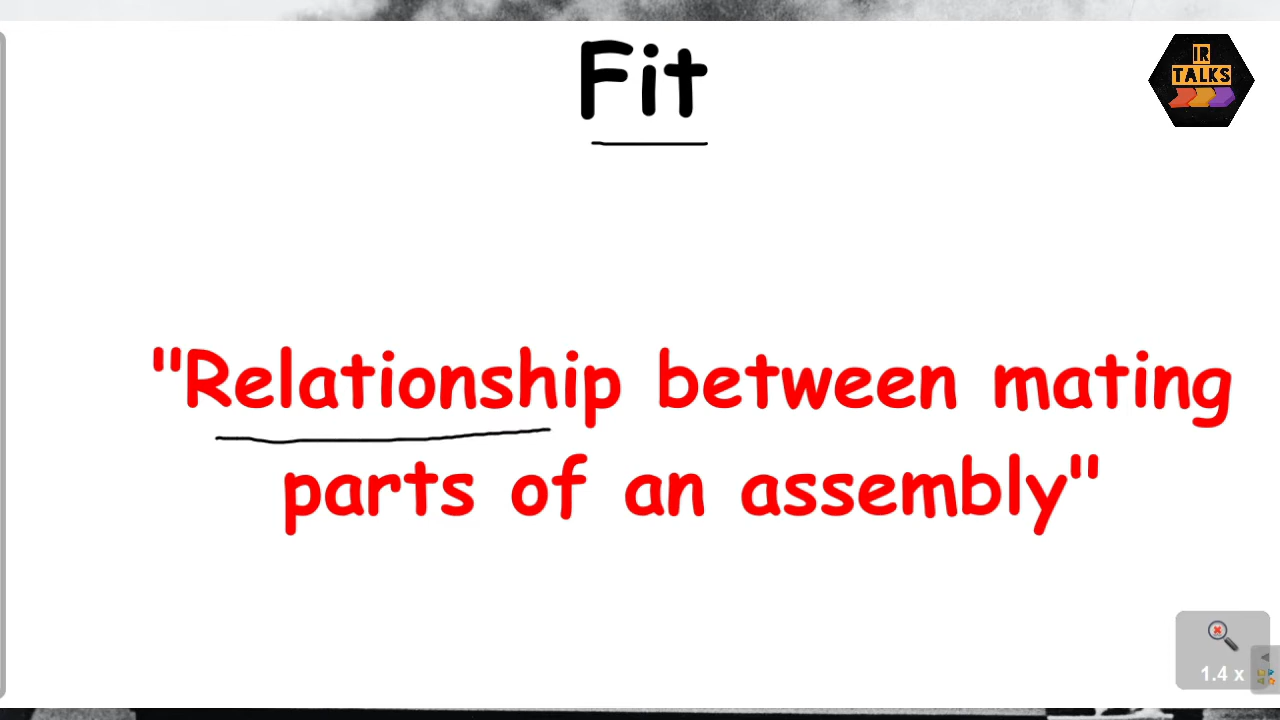 Fit
IR
TALKS
"Relationship between mating
parts of an assembly"
1.4 x